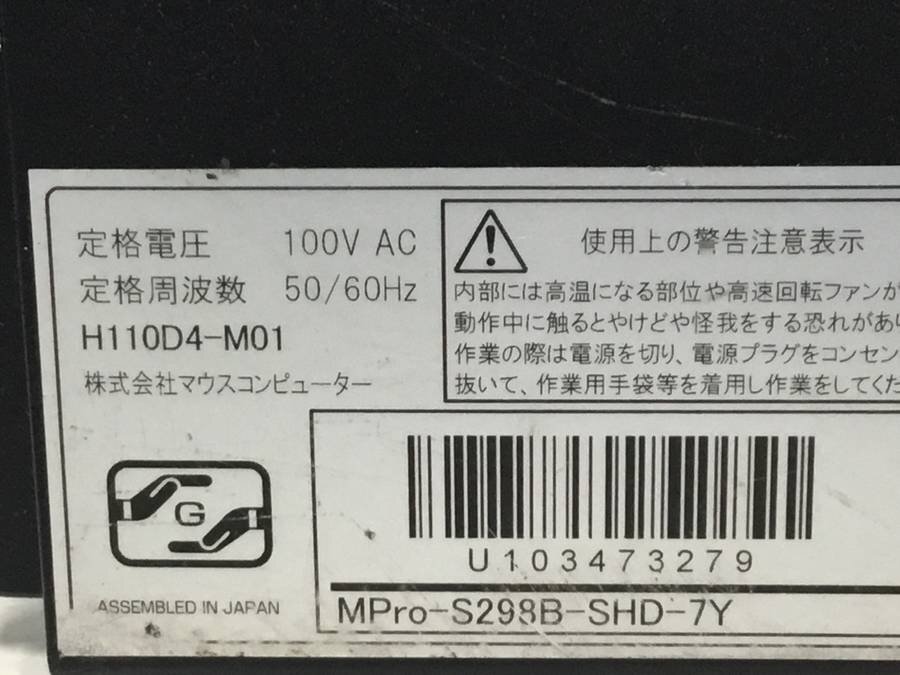 定格電圧 100V AC
定格周波数 50/60Hz
H110D4-M01
株式会社マウスコンピューター
使用上の警告注意表示
内部には高温になる部位や高速回転ファンが
動作中に触るとやけどや怪我をする恐れがあり
作業の際は電源を切り、電源プラグをコンセン
抜いて、作業用手袋等を着用し作業をしてくだ
G
ASSEMBLED IN JAPAN
U103473279
MPro-S298B-SHD-7Y